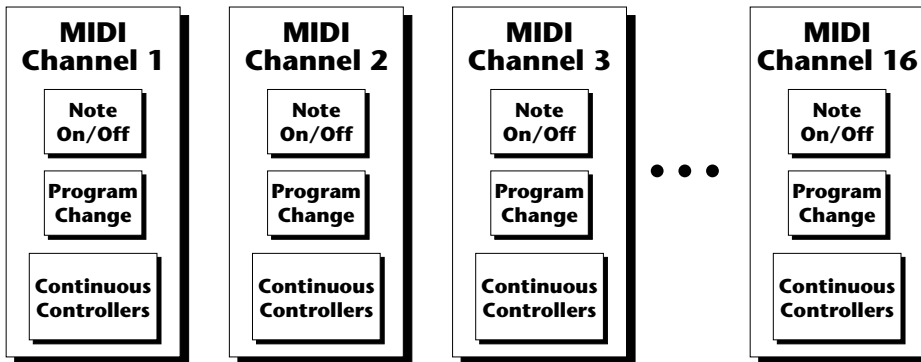 MIDI
Channel 1
Note
On/Off
Program
Change
Continuous
Controllers
MIDI
Channel 2
Note
On/Off
Program
Change
Continuous
Controllers
MIDI
Channel 3
Note
On/Off
Program
Change
Continuous
Controllers
• • •
MIDI
Channel 16
Note
On/Off
Program
Change
Continuous
Controllers